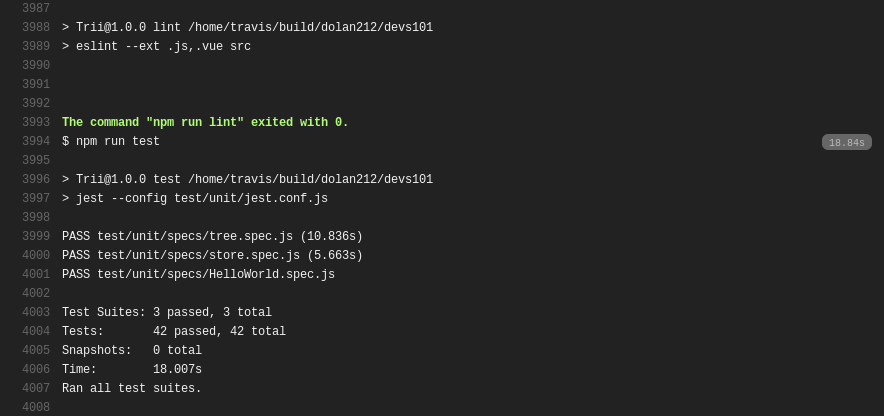 3987
3988 > Trii@1.0.0 lint /home/travis/build/dolan212/devs101
3989 > eslint --ext .js,.vue src
3990
3991
3992
3993 The command "npm run lint" exited with 0.
3994 $ npm run test 18.84s
3995
3996 > Trii@1.0.0 test /home/travis/build/dolan212/devs101
3997 > jest --config test/unit/jest.conf.js
3998
3999 PASS test/unit/specs/tree.spec.js (10.836s)
4000 PASS test/unit/specs/store.spec.js (5.663s)
4001 PASS test/unit/specs/HelloWorld.spec.js
4002
4003 Test Suites: 3 passed, 3 total
4004 Tests:       42 passed, 42 total
4005 Snapshots:   0 total
4006 Time:        18.007s
4007 Ran all test suites.
4008